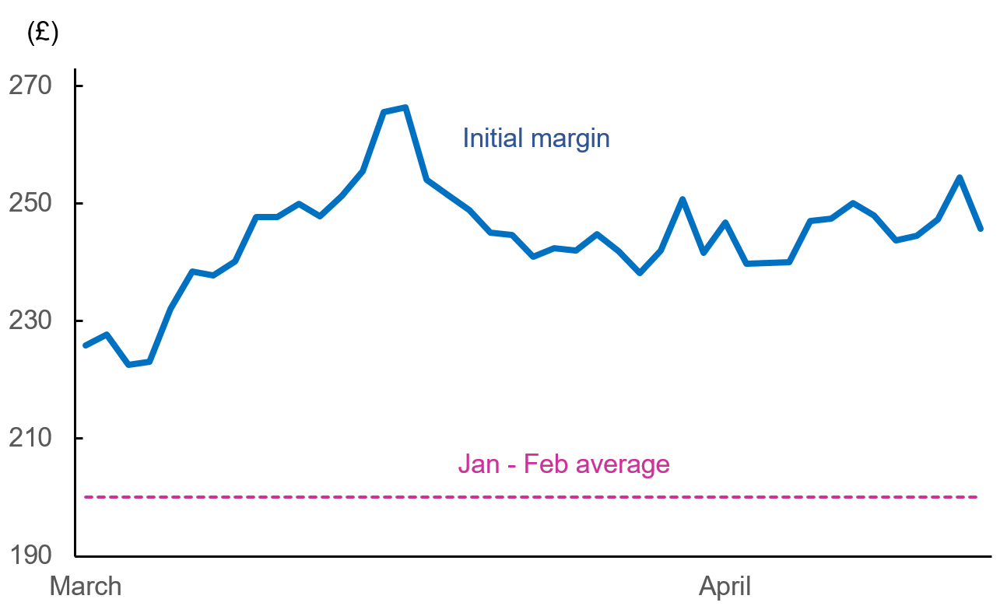 (£)
270
Initial margin
250
230
210
Jan - Feb average
190
March
April